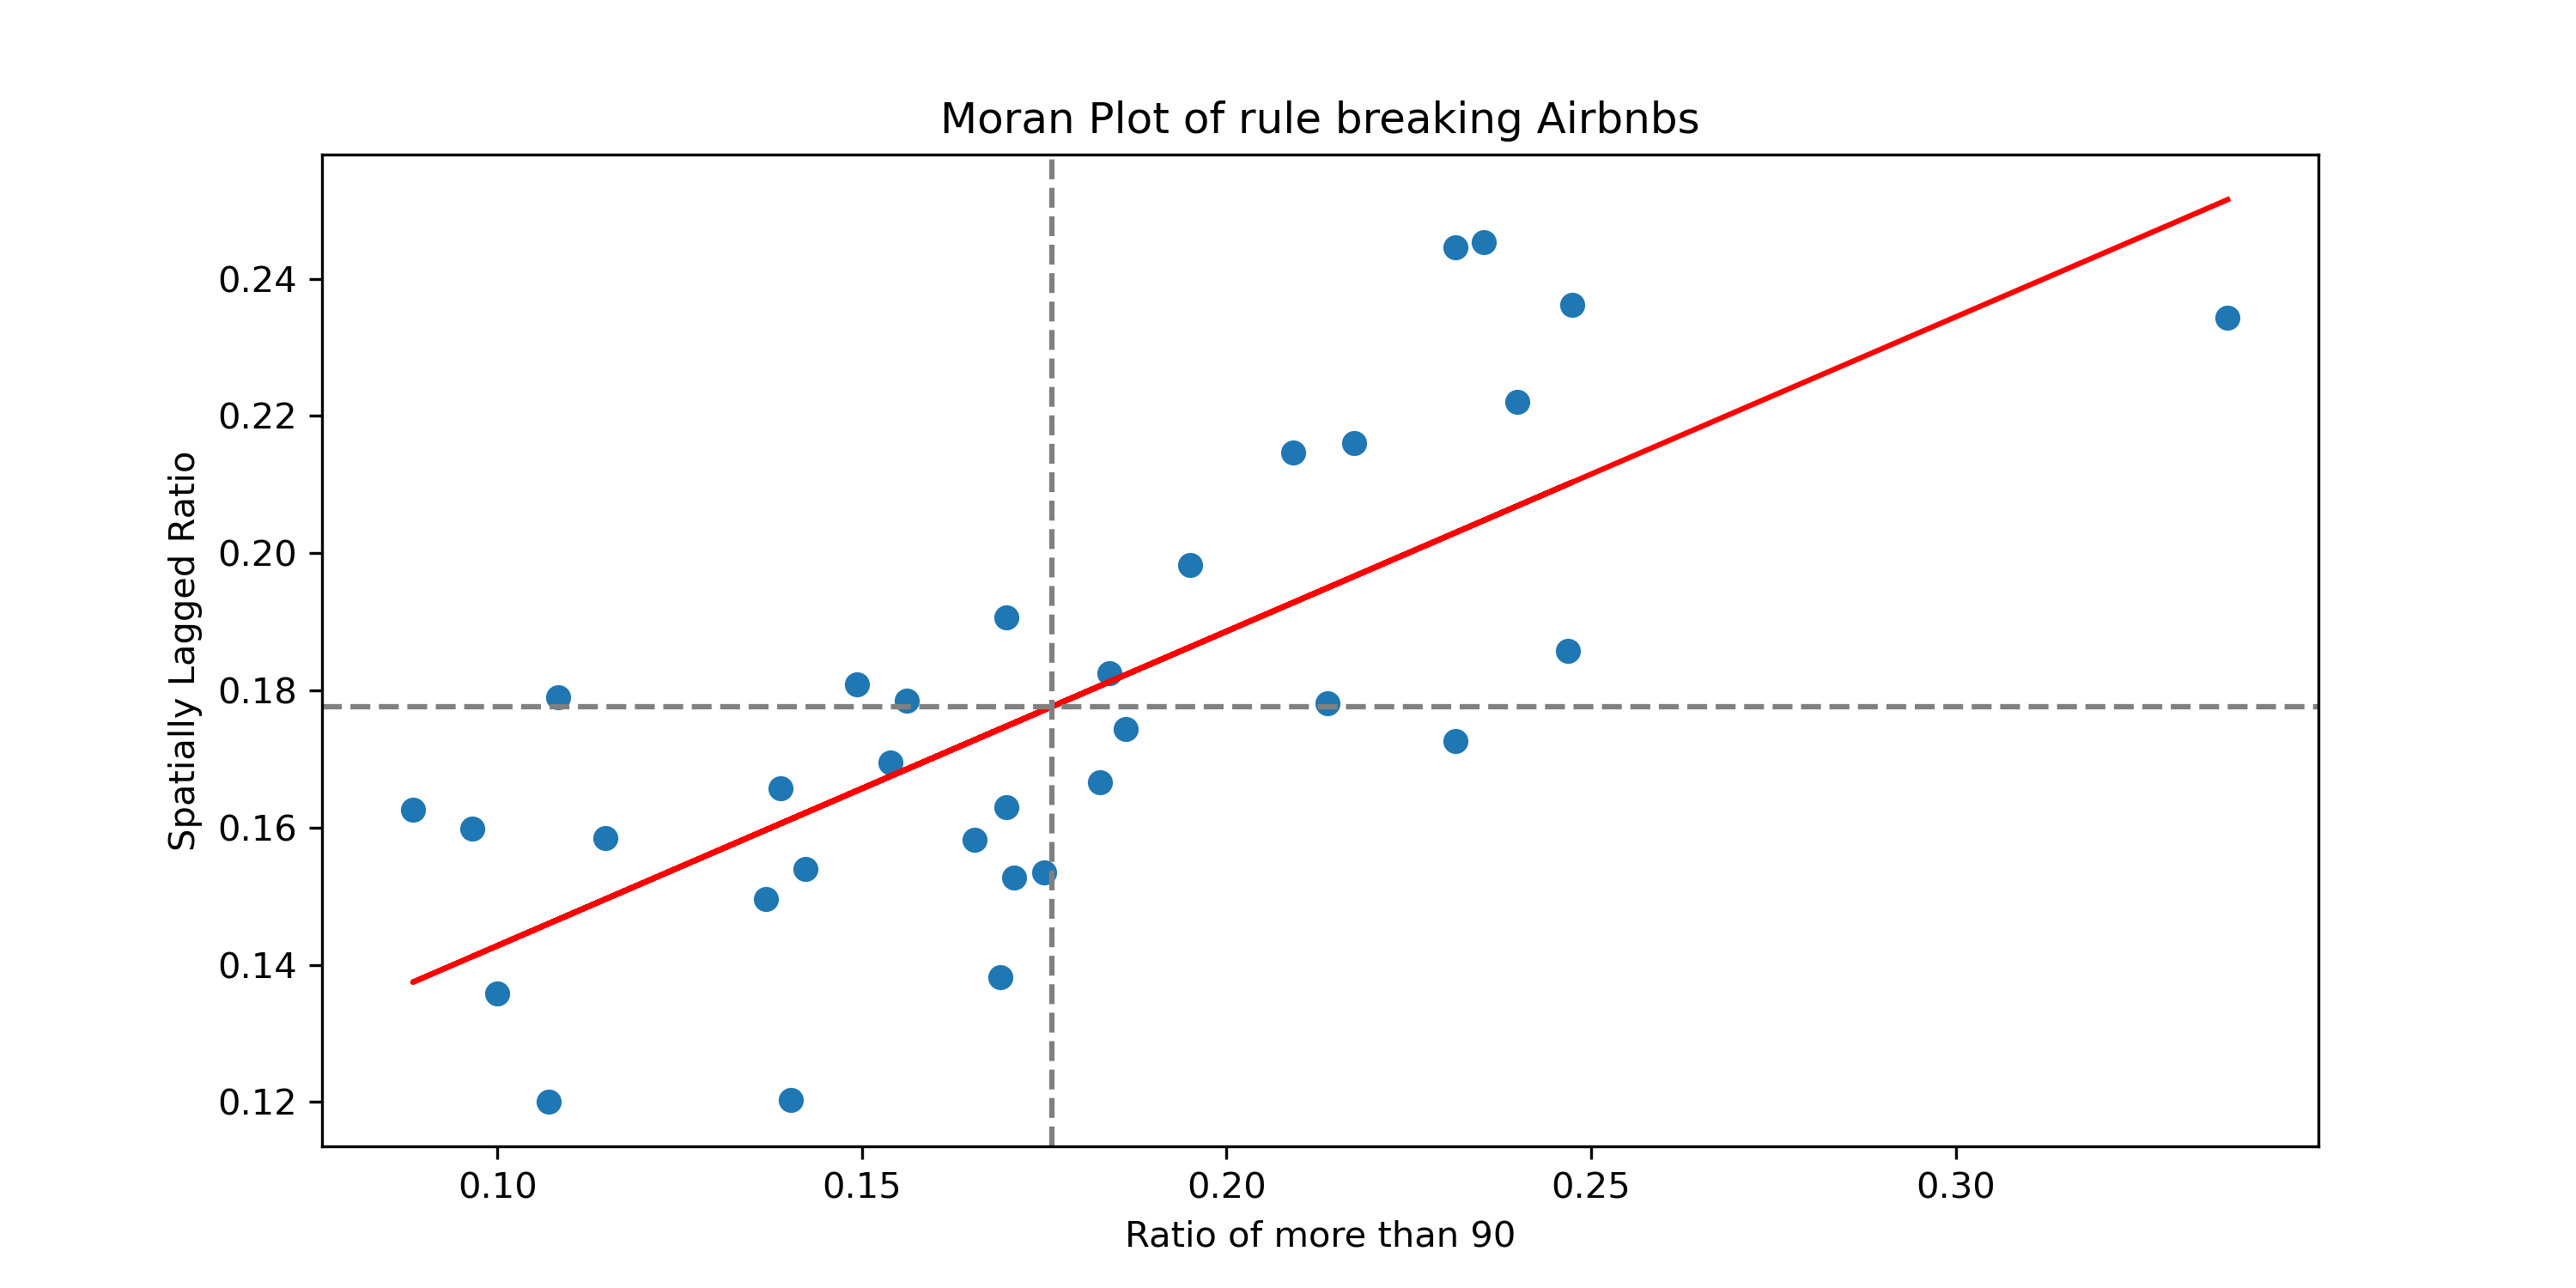 Moran Plot of rule breaking Airbnbs
Spatially Lagged Ratio
0.24
0.22
0.20
0.18
0.16
0.14
0.12
0.10 0.15 0.20 0.25 0.30
Ratio of more than 90